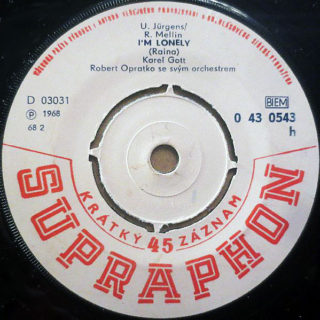 U. Jürgens/
R. Mellin
I'M LONELY
(Raina)
Karel Gott
Robert Opratko se svým orchestrem
D 03031
℗ 1968
68 2
BIEM
0 43 0543
h
KRÁTKÝ 45 ZÁZNAM
SUPRAPHON